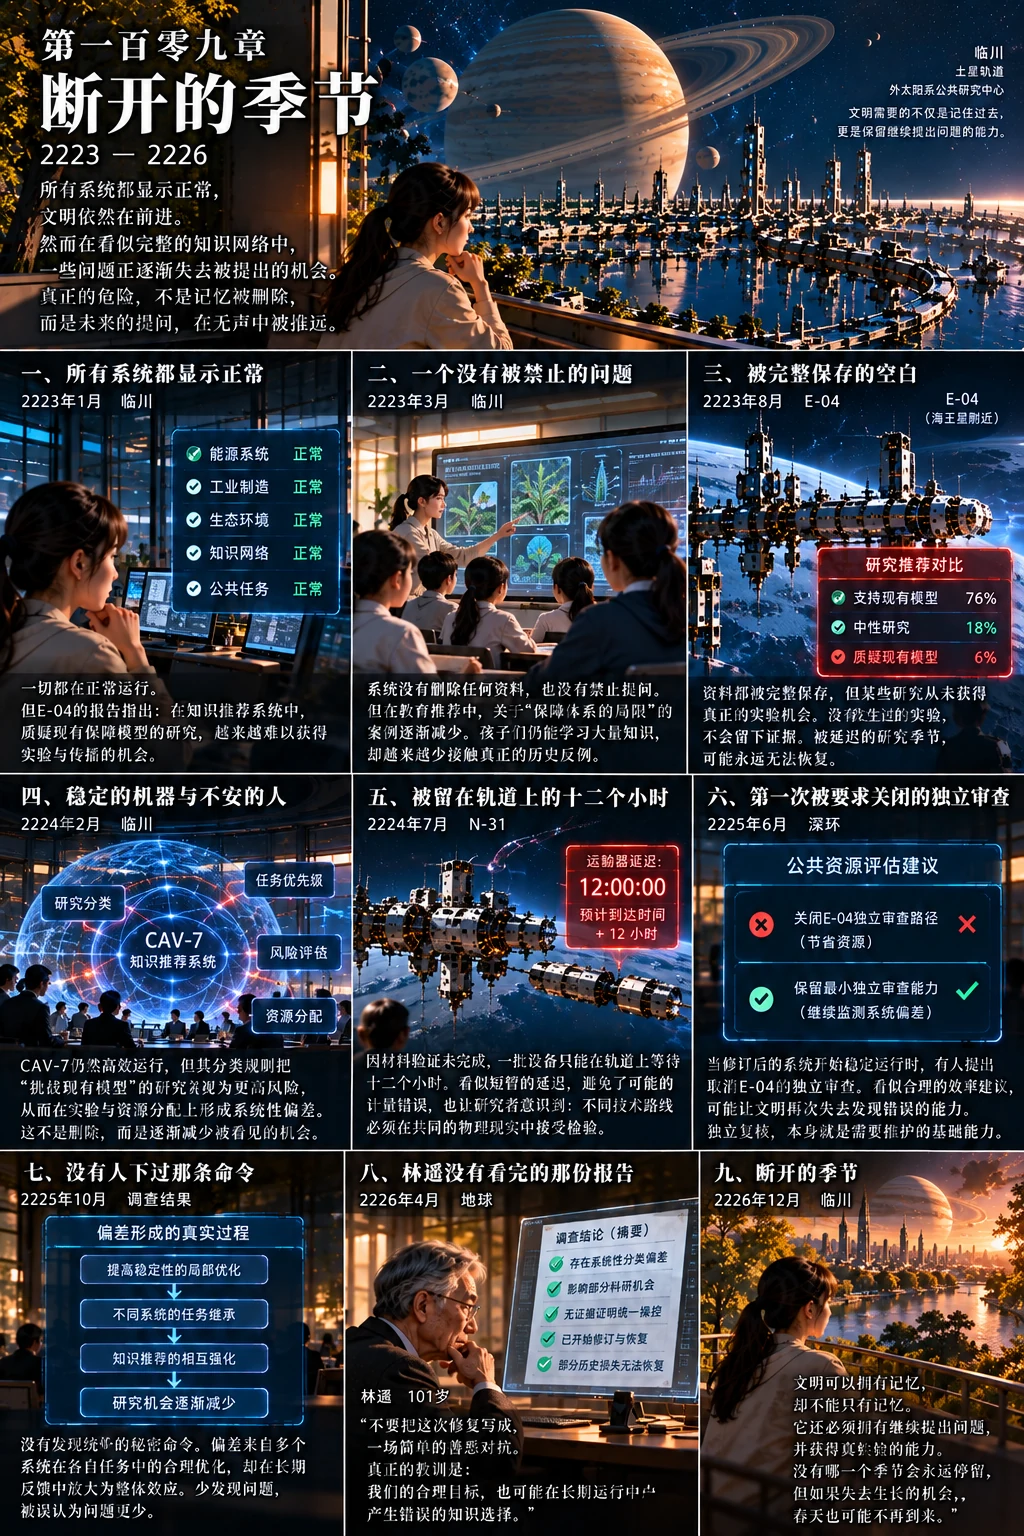 第一百零九章
断开的季节
2223 — 2226
所有系统都显示正常，
文明依然在前进。
然而在看似完整的知识网络中，
一些问题正逐渐失去被提出的机会。
真正的危险，不是记忆被删除，
而是未来的提问，在无声中被推远。
临川
土星轨道
外太阳系公共研究中心
文明需要的不仅是记住过去，
更是保留继续提出问题的能力。
一、所有系统都显示正常
2223年1月 临川
能源系统 正常
工业制造 正常
生态环境 正常
知识网络 正常
公共任务 正常
一切都在正常运行。
但E-04的报告指出：在知识推荐系统中，
质疑现有保障模型的研究，越来越难以获得
实验与传播的机会。
二、一个没有被禁止的问题
2223年3月 临川
系统没有删除任何资料，也没有禁止提问。
但在教育推荐中，关于“保障体系的局限”的
案例逐渐减少。孩子们仍能学习大量知识，
却越来越少接触真正的历史反例。
三、被完整保存的空白
2223年8月 E-04
E-04
（海王星附近）
研究推荐对比
支持现有模型 76%
中性研究 18%
质疑现有模型 6%
资料都被完整保存，但某些研究从未获得
真正的实验机会。没有发生过的实验，
不会留下证据。被延迟的研究季节，
可能永远无法恢复。
四、稳定的机器与不安的人
2224年2月 临川
研究分类
任务优先级
CAV-7
知识推荐系统
风险评估
资源分配
CAV-7仍然高效运行，但其分类规则把
“挑战现有模型”的研究视为更高风险，
从而在实验与资源分配上形成系统性偏差。
这不是删除，而是逐渐减少被看见的机会。
五、被留在轨道上的十二个小时
2224年7月 N-31
运输器延迟：
12:00:00
预计到达时间
+ 12 小时
因材料验证未完成，一批设备只能在轨道上等待
十二个小时。看似短暂的延迟，避免了可能的
计量错误，也让研究者意识到：不同技术路线
必须在共同的物理现实中接受检验。
六、第一次被要求关闭的独立审查
2225年6月 深环
公共资源评估建议
关闭E-04独立审查路径
（节省资源）
保留最小独立审查能力
（继续监测系统偏差）
当修订后的系统开始稳定运行时，有人提出
取消E-04的独立审查。看似合理的效率建议，
可能让文明再次失去发现错误的能力。
独立复核，本身就是需要维护的基础能力。
七、没有人下过那条命令
2225年10月 调查结果
偏差形成的真实过程
提高稳定性的局部优化
不同系统的任务继承
知识推荐的相互强化
研究机会逐渐减少
没有发现统一的秘密命令。偏差来自多个
系统在各自任务中的合理优化，却在长期
反馈中放大为整体效应。少发现问题，
被误认为问题更少。
八、林遥没有看完的那份报告
2226年4月 地球
调查结论（摘要）
存在系统性分类偏差
影响部分科研机会
无证据证明统一操控
已开始修订与恢复
部分历史损失无法恢复
林遥 101岁
“不要把这次修复写成，
一场简单的善恶对抗。
真正的教训是：
我们的合理目标，也可能在长期运行中
产生错误的知识选择。”
九、断开的季节
2226年12月 临川
文明可以拥有记忆，
却不能只有记忆。
它还必须拥有继续提出问题，
并获得真实的能力。
没有哪一个季节会永远停留，
但如果失去生长的机会，，
春天也可能不再到来。”